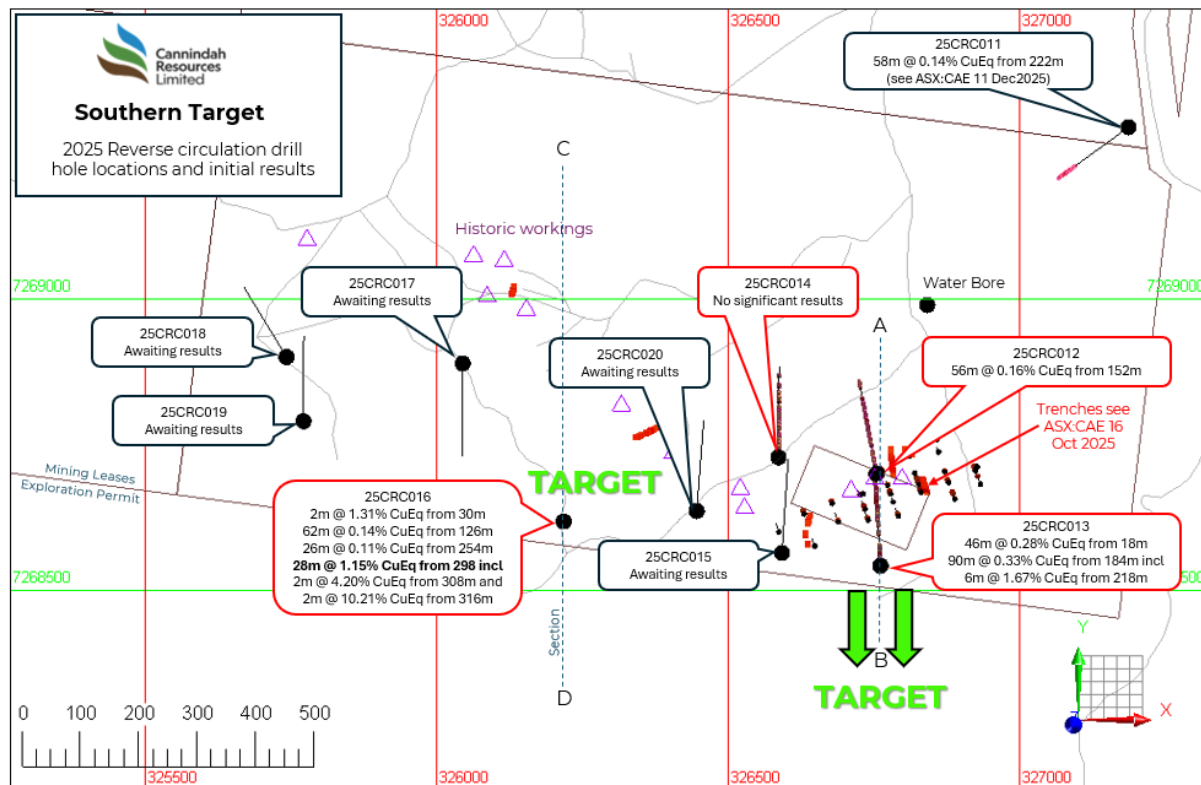 326000
326500
327000
Cannindah
Resources
Limited
Southern Target
2025 Reverse circulation drill
hole locations and initial results
25CRC011
58m @ 0.14% CuEq from 222m
(see ASX:CAE 11 Dec2025)
C
Historic workings
7269000
7269000
25CRC017
Awaiting results
25CRC014
No significant results
Water Bore
25CRC018
Awaiting results
25CRC020
Awaiting results
A
25CRC012
56m @ 0.16% CuEq from 152m
25CRC019
Awaiting results
Trenches see
ASX:CAE 16
Oct 2025
Mining Leases
Exploration Permit
TARGET
25CRC016
2m @ 1.31% CuEq from 30m
62m @ 0.14% CuEq from 126m
26m @ 0.11% CuEq from 254m
28m @ 1.15% CuEq from 298 incl
2m @ 4.20% CuEq from 308m and
2m @ 10.21% CuEq from 316m
25CRC015
Awaiting results
25CRC013
46m @ 0.28% CuEq from 18m
90m @ 0.33% CuEq from 184m incl
6m @ 1.67% CuEq from 218m
7268500
00
Section
B
D
TARGET
Y
X
Z
0 100 200 300 400 500
325500
326000
326500
327000